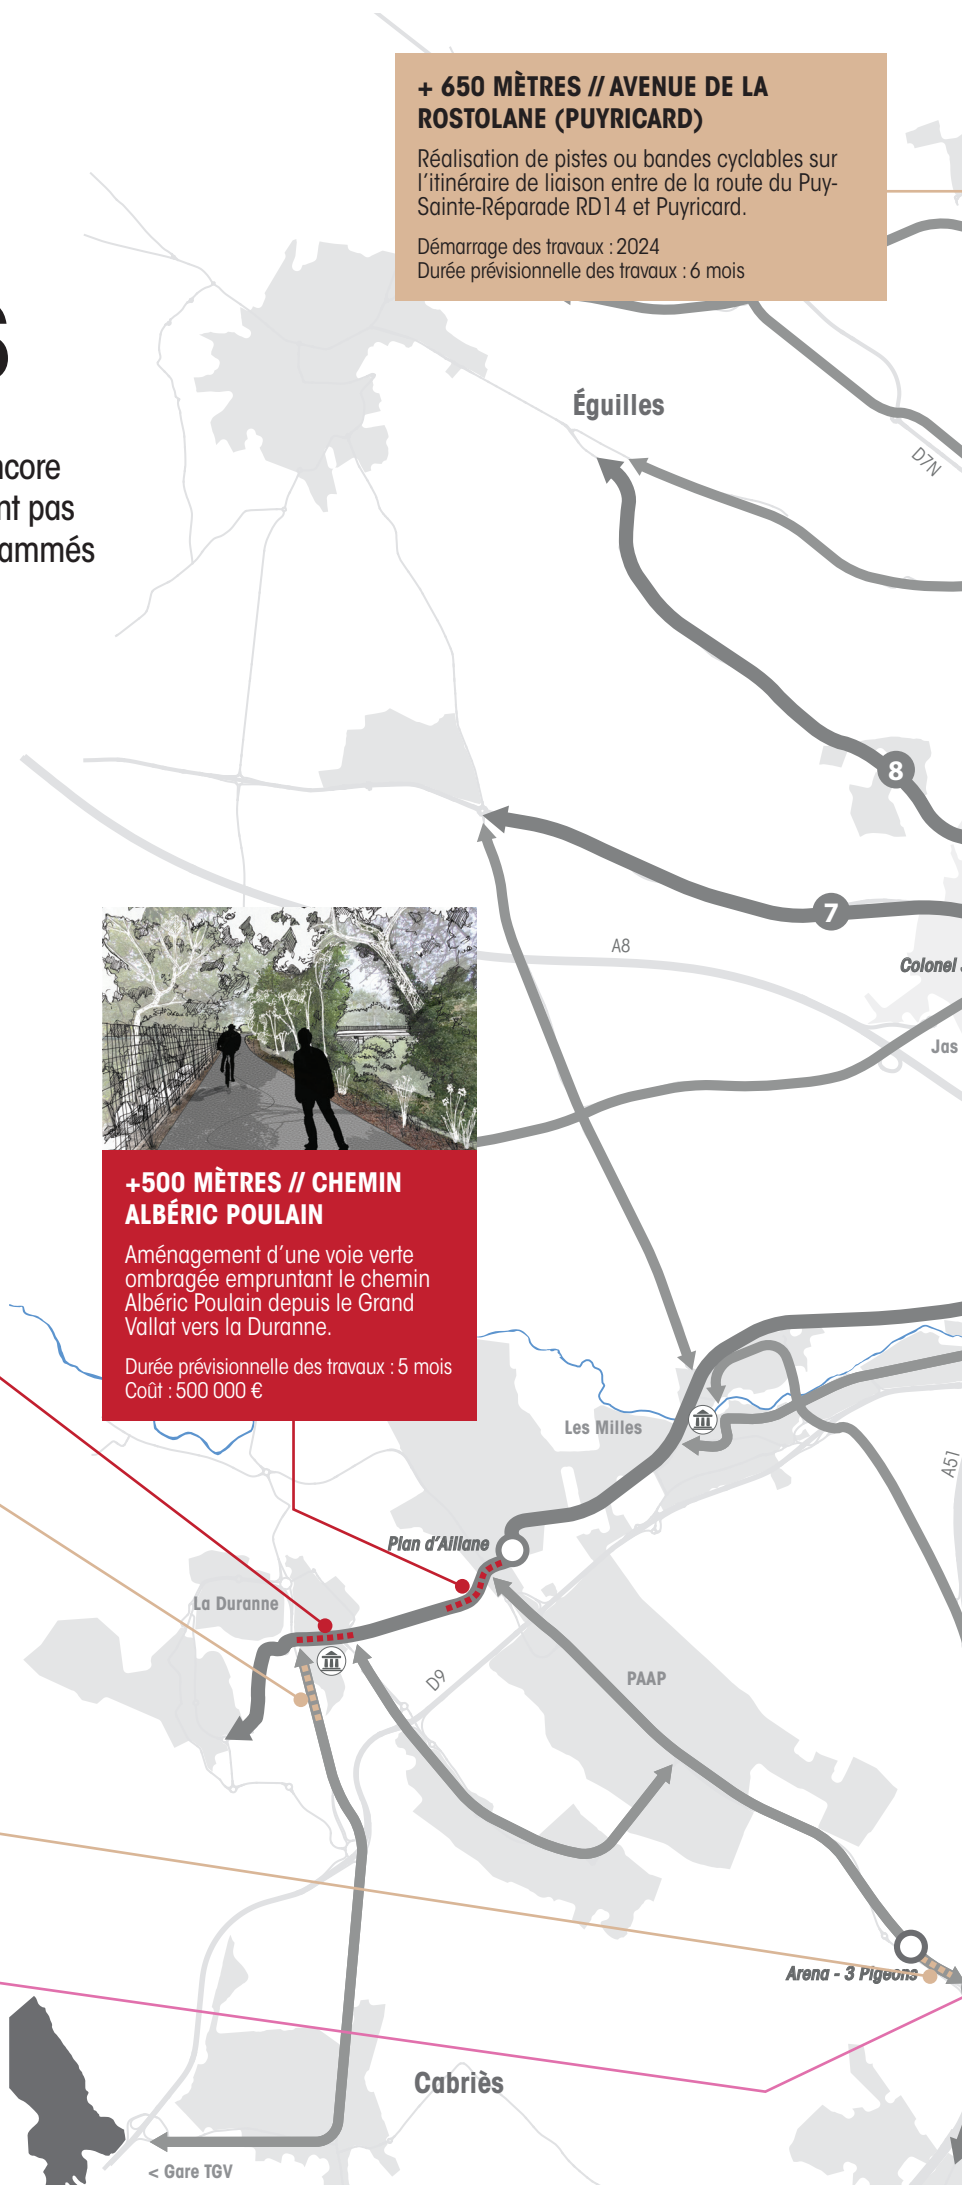 + 650 MÈTRES // AVENUE DE LA
ROSTOLANE (PUYRICARD)
Réalisation de pistes ou bandes cyclables sur
l'itinéraire de liaison entre de la route du Puy-
Sainte-Réparade RD14 et Puyricard.
Démarrage des travaux : 2024
Durée prévisionnelle des travaux : 6 mois
S
ncore
nt pas
ammés
Éguilles
D7N
8
7
A8
Colonel
Jas
+500 MÈTRES // CHEMIN
ALBÉRIC POULAIN
Aménagement d'une voie verte
ombragée empruntant le chemin
Albéric Poulain depuis le Grand
Vallat vers la Duranne.
Durée prévisionnelle des travaux : 5 mois
Coût : 500 000 €
Les Milles
A51
Plan d'Aillane
La Duranne
D9
PAAP
Arena - 3 Pigeons
Cabriès
< Gare TGV